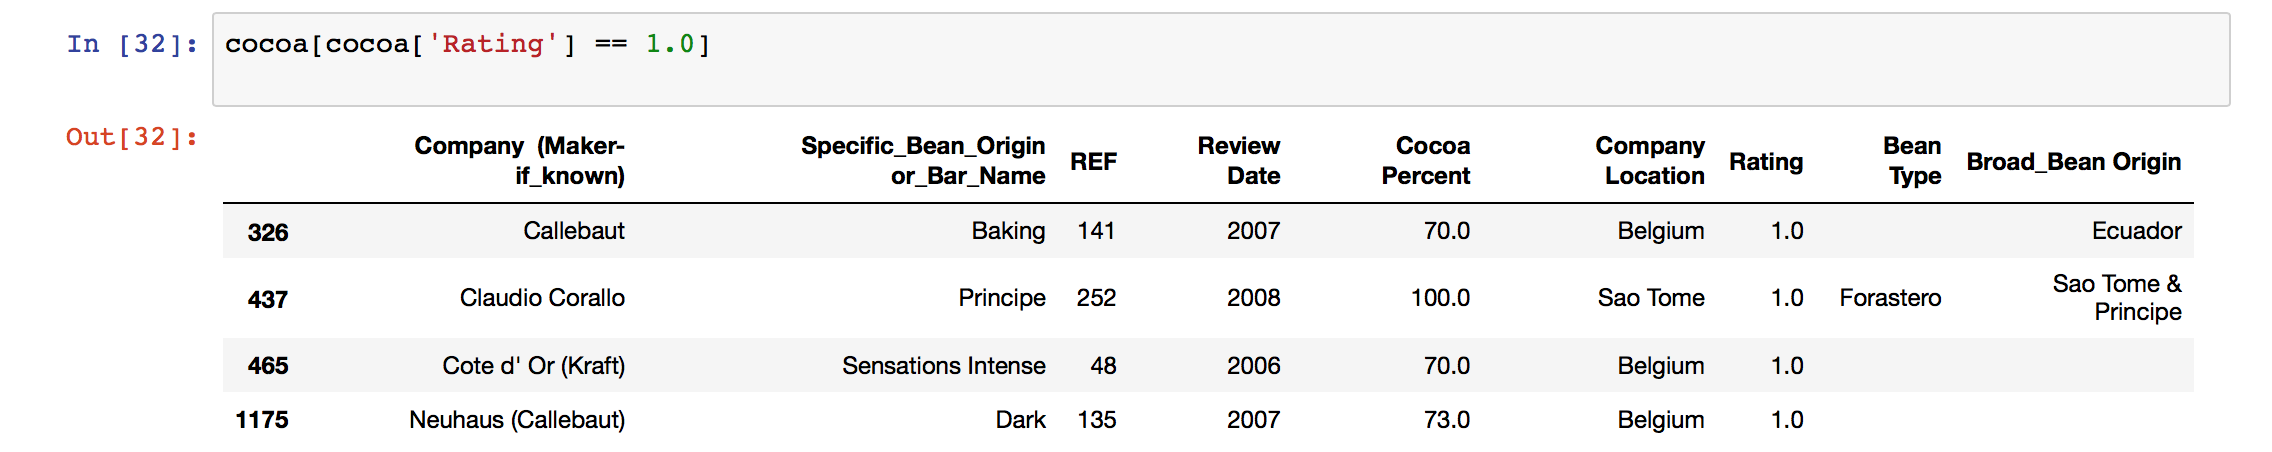 In [32]: cocoa[cocoa['Rating'] == 1.0]
Out[32]:
Company (Maker-if_known) Specific_Bean_Origin or_Bar_Name REF Review Date Cocoa Percent Company Location Rating Bean Type Broad_Bean Origin
326 Callebaut Baking 141 2007 70.0 Belgium 1.0 Ecuador
437 Claudio Corallo Principe 252 2008 100.0 Sao Tome 1.0 Forastero Sao Tome & Principe
465 Cote d' Or (Kraft) Sensations Intense 48 2006 70.0 Belgium 1.0
1175 Neuhaus (Callebaut) Dark 135 2007 73.0 Belgium 1.0